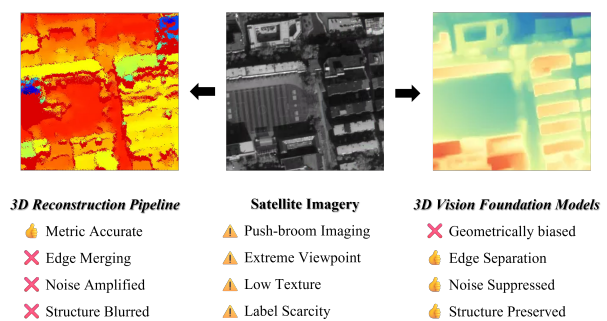 3D Reconstruction Pipeline
Metric Accurate
Edge Merging
Noise Amplified
Structure Blurred
Satellite Imagery
Push-broom Imaging
Extreme Viewpoint
Low Texture
Label Scarcity
3D Vision Foundation Models
Geometrically biased
Edge Separation
Noise Suppressed
Structure Preserved